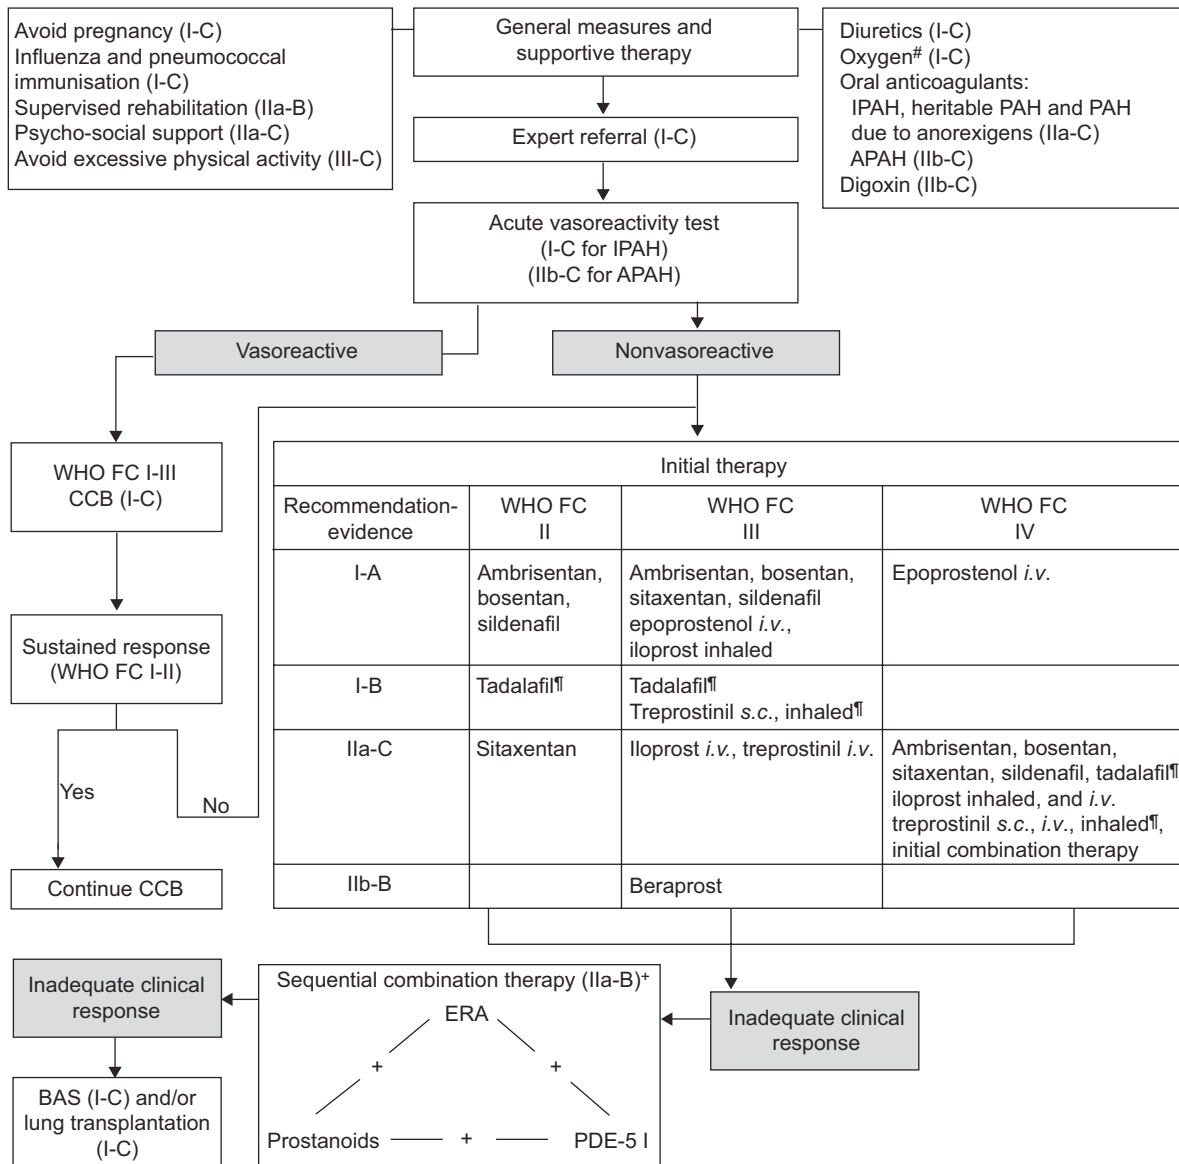 Avoid pregnancy (I-C)
Influenza and pneumococcal
immunisation (I-C)
Supervised rehabilitation (IIa-B)
Psycho-social support (IIa-C)
Avoid excessive physical activity (III-C)
General measures and
supportive therapy
Diuretics (I-C)
Oxygen# (I-C)
Oral anticoagulants:
IPAH, heritable PAH and PAH
due to anorexigens (IIa-C)
APAH (IIb-C)
Digoxin (IIb-C)
Expert referral (I-C)
Acute vasoreactivity test
(I-C for IPAH)
(IIb-C for APAH)
Vasoreactive
Nonvasoreactive
WHO FC I-III
CCB (I-C)
Sustained response
(WHO FC I-II)
Yes
No
Continue CCB
Initial therapy
Recommendation-
evidence
WHO FC
II
WHO FC
III
WHO FC
IV
I-A
Ambrisentan,
bosentan,
sildenafil
Ambrisentan, bosentan,
sitaxentan, sildenafil
epoprostenol i.v.,
iloprost inhaled
Epoprostenol i.v.
I-B
Tadalafil¶
Tadalafil¶
Treprostinil s.c., inhaled¶
IIa-C
Sitaxentan
Iloprost i.v., treprostinil i.v.
Ambrisentan, bosentan,
sitaxentan, sildenafil, tadalafil¶
iloprost inhaled, and i.v.
treprostinil s.c., i.v., inhaled¶,
initial combination therapy
IIb-B
Beraprost
Inadequate clinical
response
Sequential combination therapy (IIa-B)+
ERA
+
+
Prostanoids
+
PDE-5 I
Inadequate clinical
response
BAS (I-C) and/or
lung transplantation
(I-C)